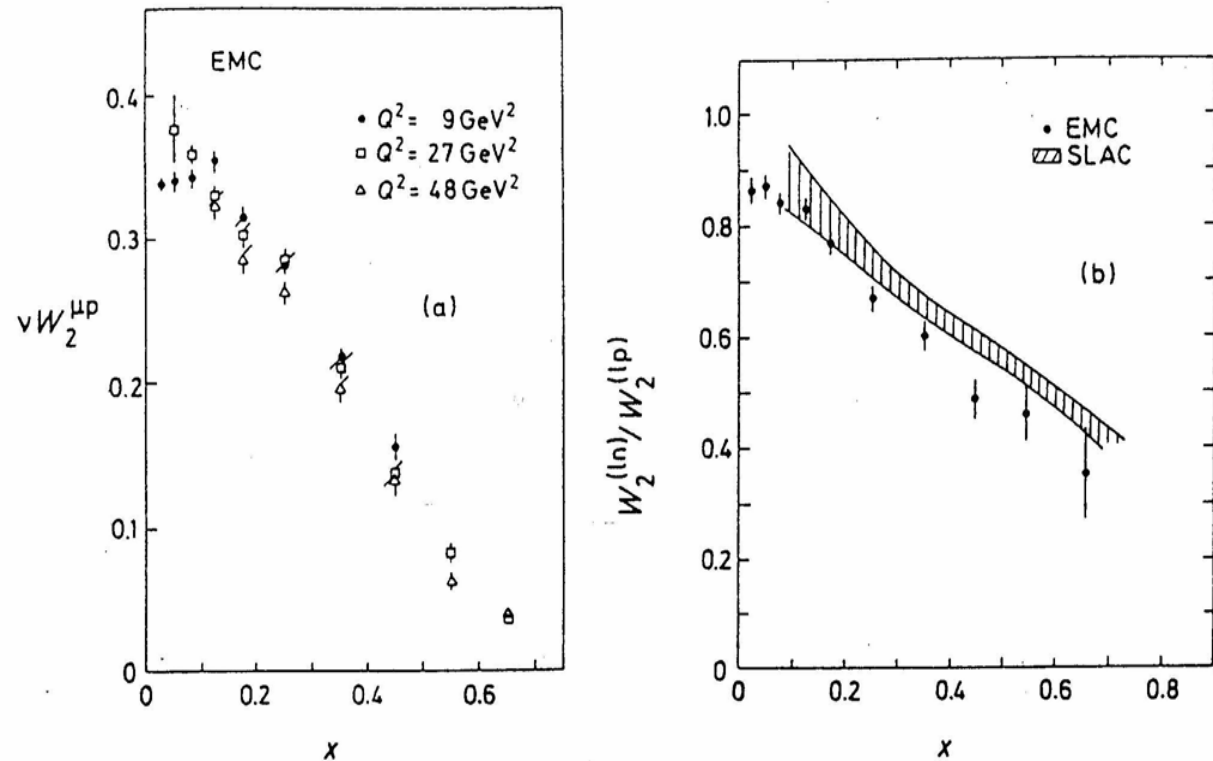 EMC
• Q² = 9 GeV²
□ Q² = 27 GeV²
△ Q² = 48 GeV²
(a)
νW₂^μp
0.4
0.3
0.2
0.1
0
0 0.2 0.4 0.6
x
• EMC
SLAC
(b)
W₂^(ln)/W₂^(lp)
1.0
0.8
0.6
0.4
0.2
0
0 0.2 0.4 0.6 0.8
x